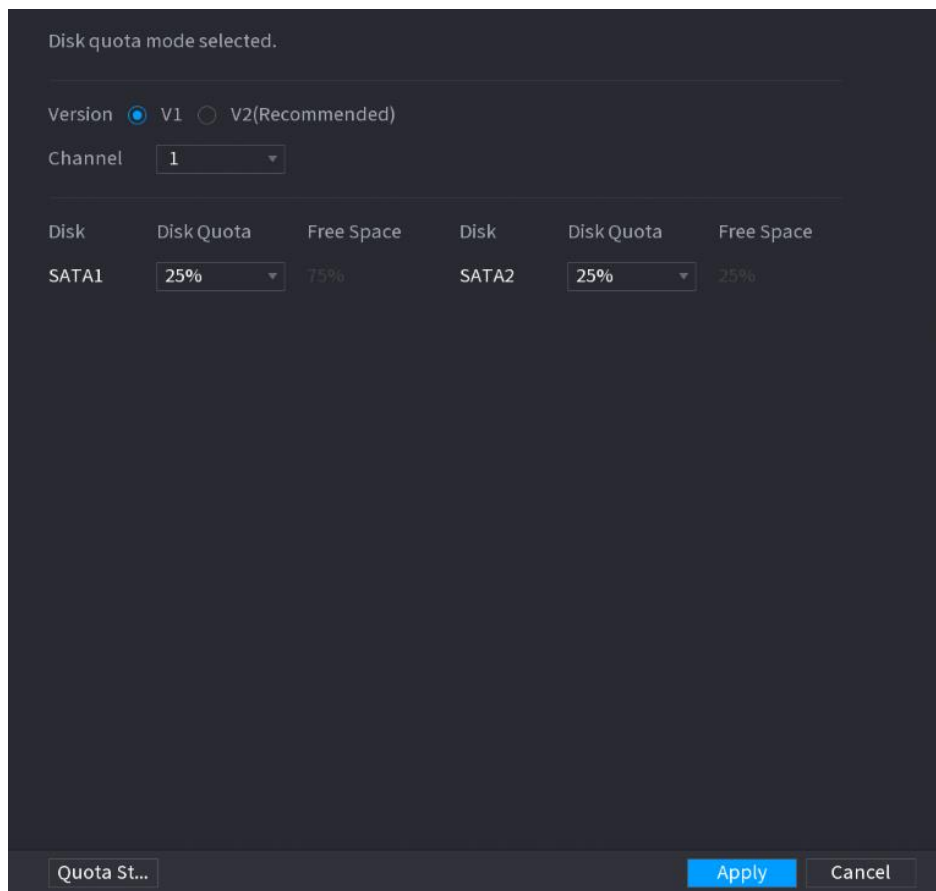 Disk quota mode selected.
Version V1 V2(Recommended)
Channel 1
Disk Disk Quota Free Space Disk Disk Quota Free Space
SATA1 25% 75% SATA2 25% 25%
Quota St... Apply Cancel